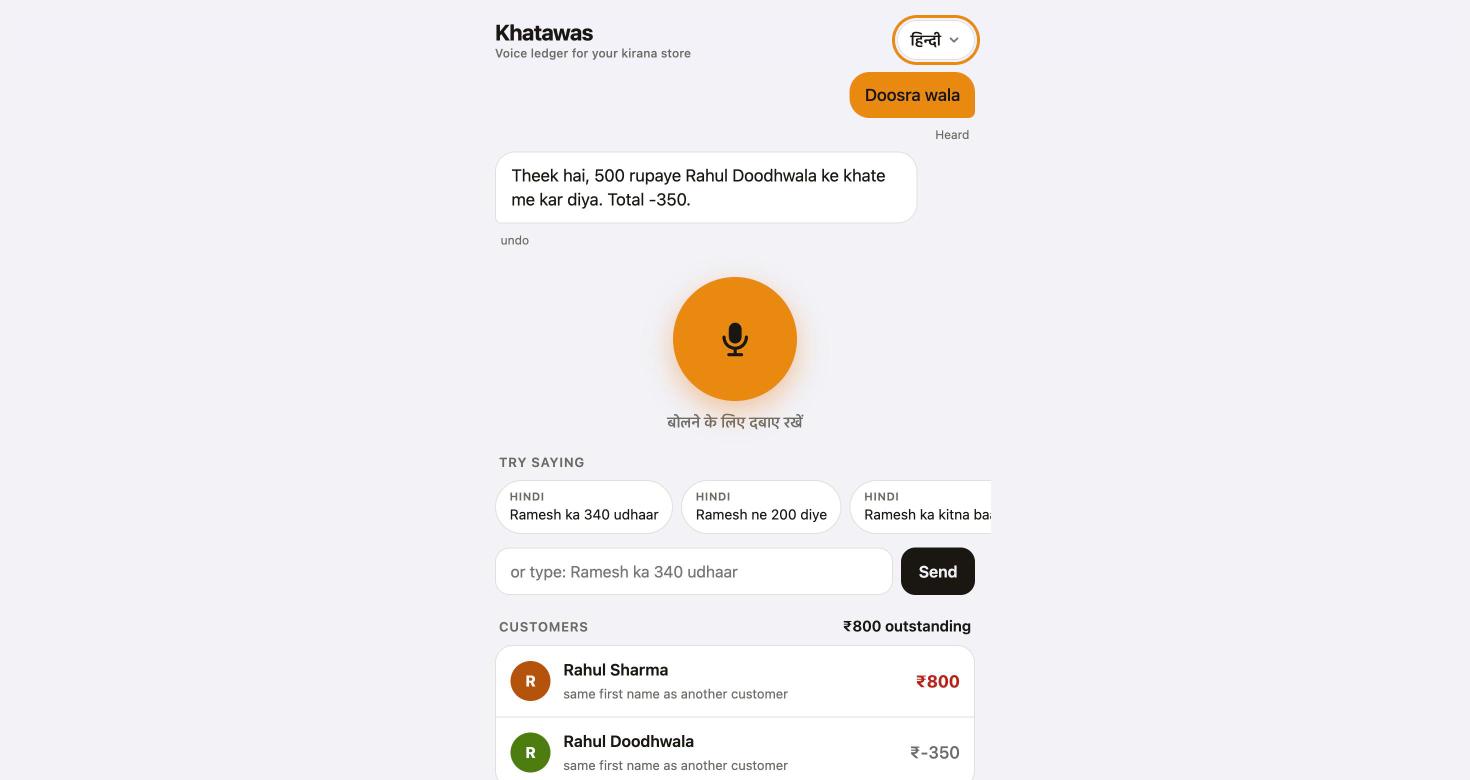 Khatawas
Voice ledger for your kirana store
हिन्दी
Doosra wala
Heard
Theek hai, 500 rupaye Rahul Doodhwala ke khate
me kar diya. Total -350.
undo
बोलने के लिए दबाए रखें
TRY SAYING
HINDI
Ramesh ka 340 udhaar
HINDI
Ramesh ne 200 diye
HINDI
Ramesh ka kitna
or type: Ramesh ka 340 udhaar
Send
CUSTOMERS
₹800 outstanding
R
Rahul Sharma
same first name as another customer
₹800
R
Rahul Doodhwala
same first name as another customer
₹-350